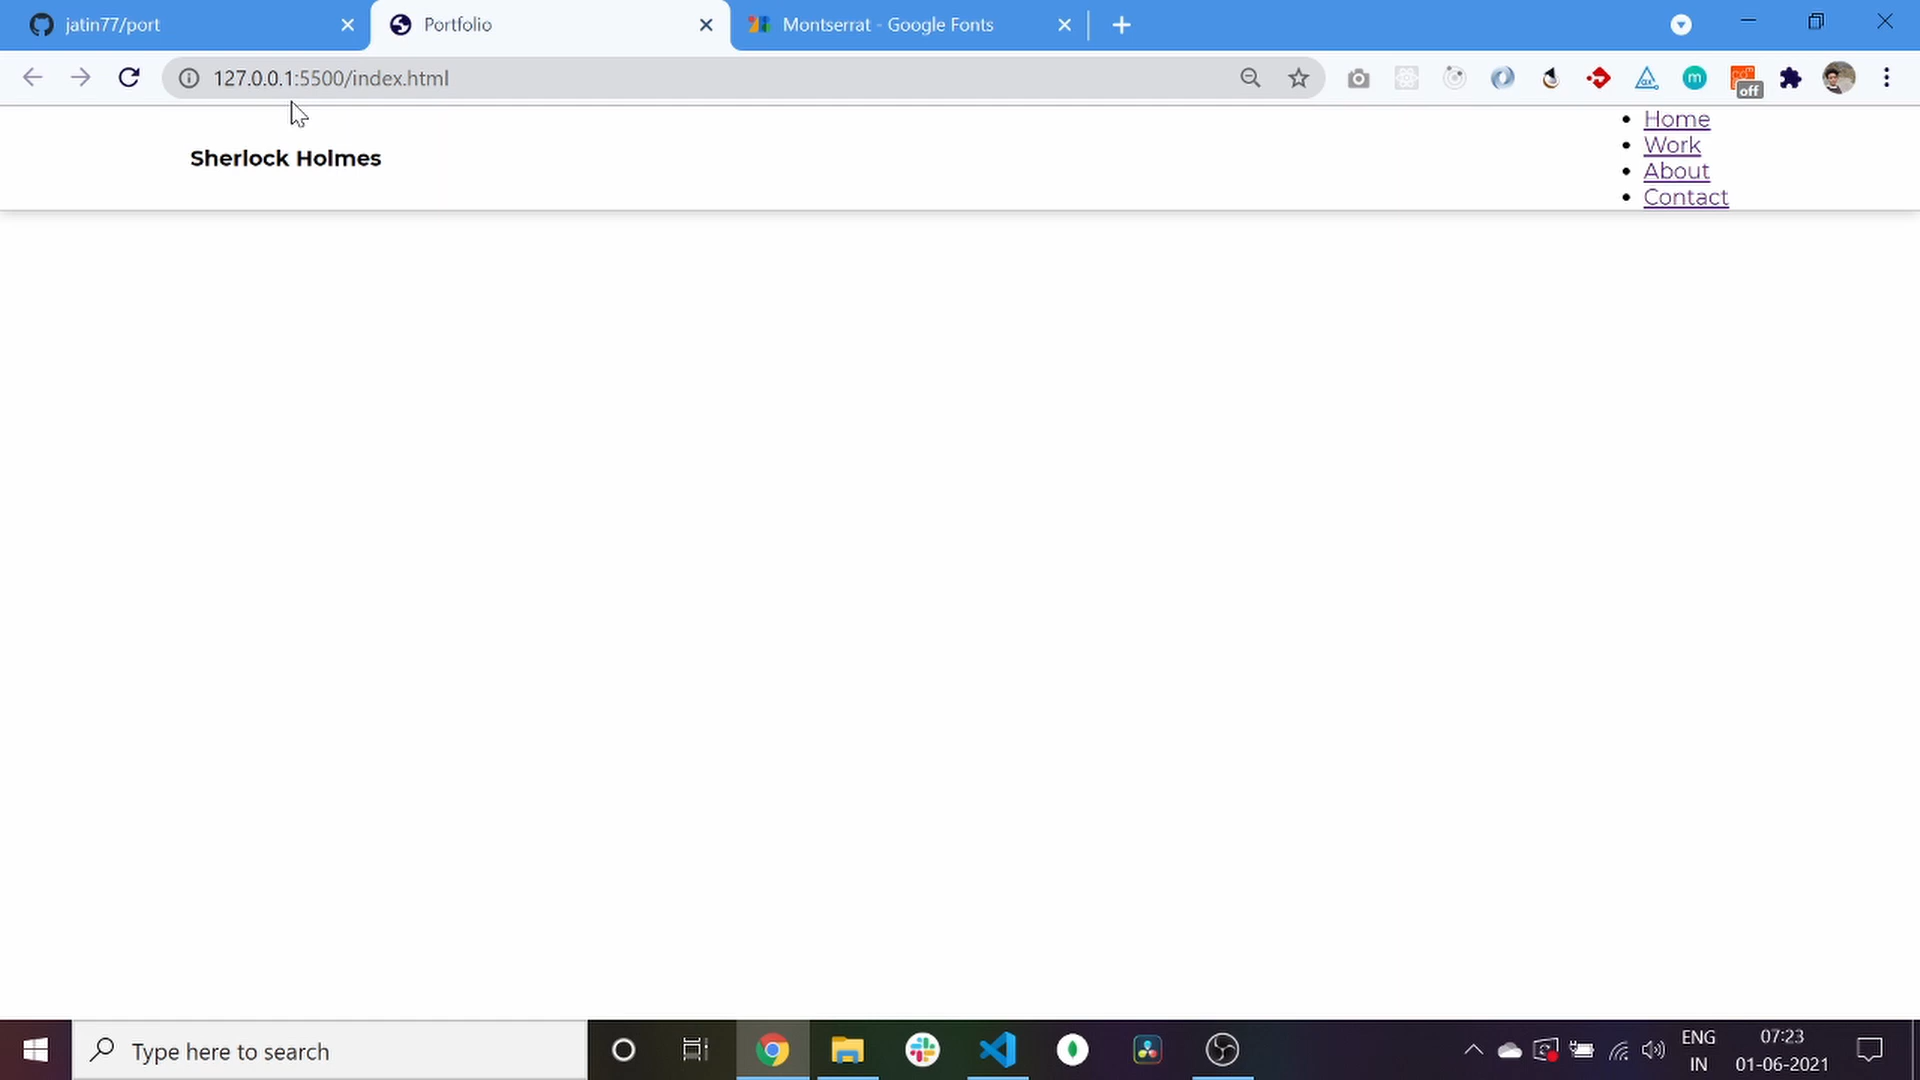 jatin77/port
Portfolio
Montserrat - Google Fonts
127.0.0.1:5500/index.html
m
off
Sherlock Holmes
Home
Work
About
Contact
Type here to search
ENG
IN
07:23
01-06-2021